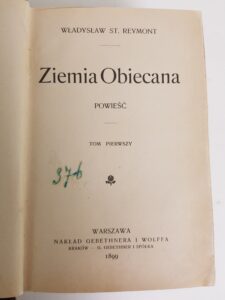 WŁADYSŁAW ST. REYMONT
Ziemia Obiecana
POWIEŚĆ
TOM PIERWSZY
376
WARSZAWA
NAKŁAD GEBETHNERA I WOLFFA
KRAKÓW — G. GEBETHNER I SPÓŁKA
1899